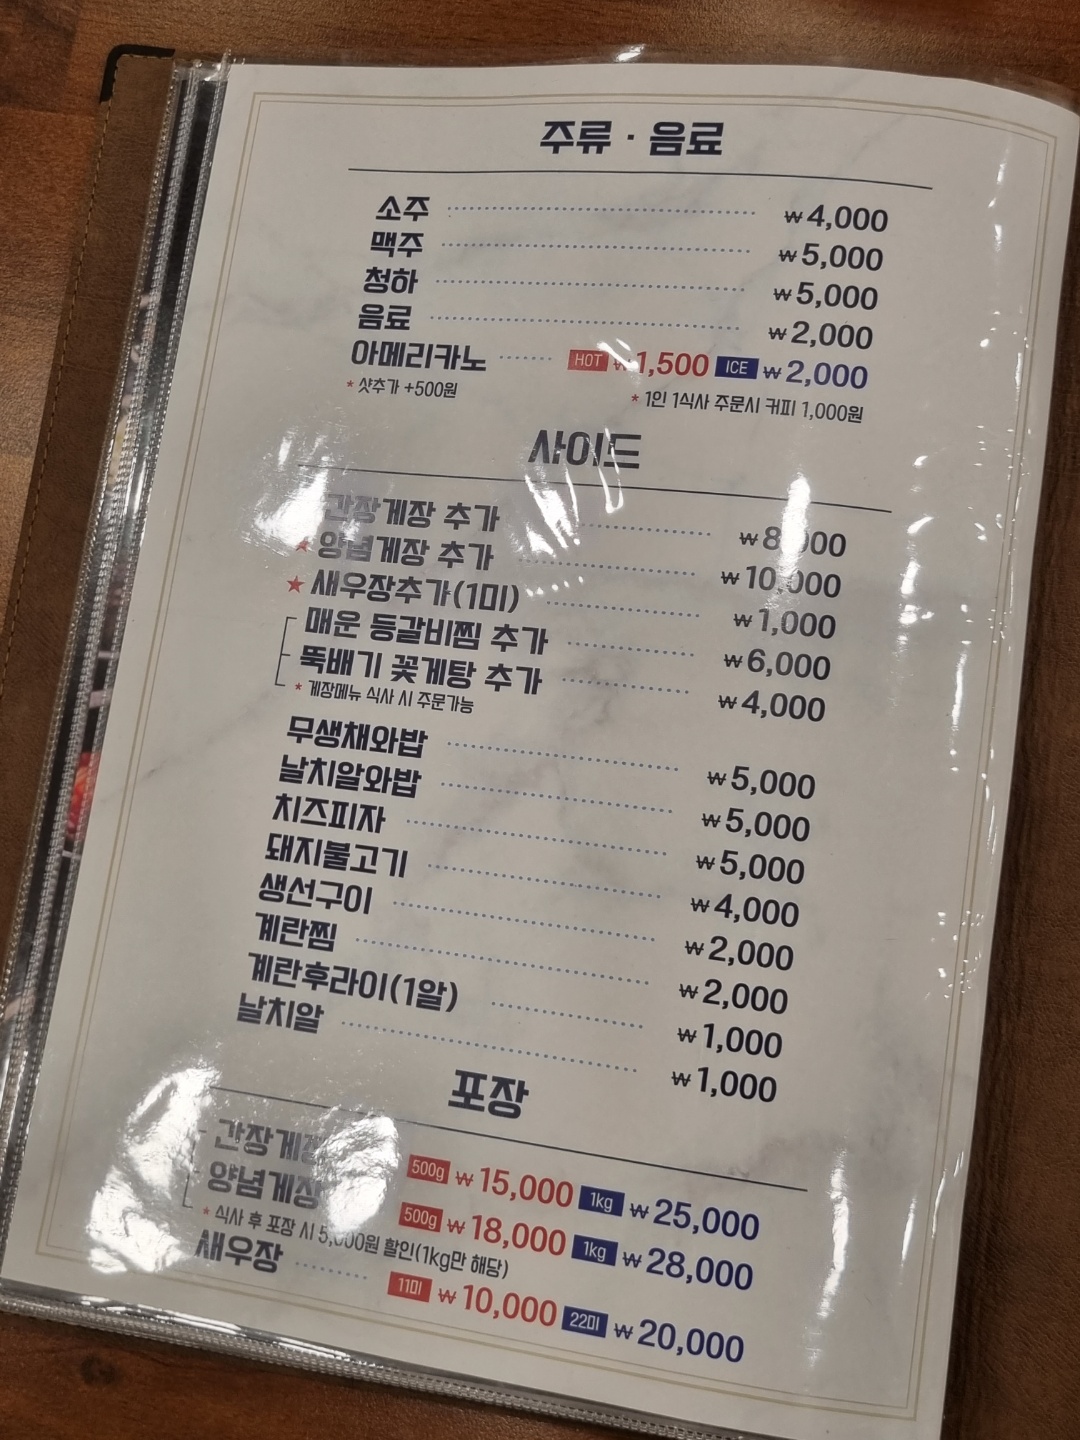 주류 · 음료
소주 ₩4,000
맥주 ₩5,000
청하 ₩5,000
음료 ₩2,000
아메리카노 HOT ₩1,500 ICE ₩2,000
* 샷추가 +500원 * 1인 1식사 주문시 커피 1,000원
사이드
간장게장 추가 ₩8,000
★ 양념게장 추가 ₩10,000
★ 새우장추가(1미) ₩1,000
매운 등갈비찜 추가 ₩6,000
뚝배기 꽃게탕 추가 ₩4,000
* 게장메뉴 식사 시 주문가능
무생채와밥 ₩5,000
날치알와밥 ₩5,000
치즈피자 ₩5,000
돼지불고기 ₩4,000
생선구이 ₩2,000
계란찜 ₩2,000
계란후라이(1알) ₩1,000
날치알 ₩1,000
포장
간장게장 500g ₩15,000 1kg ₩25,000
양념게장 500g ₩18,000 1kg ₩28,000
* 식사 후 포장 시 5,000원 할인(1kg만 해당)
새우장 11미 ₩10,000 22미 ₩20,000